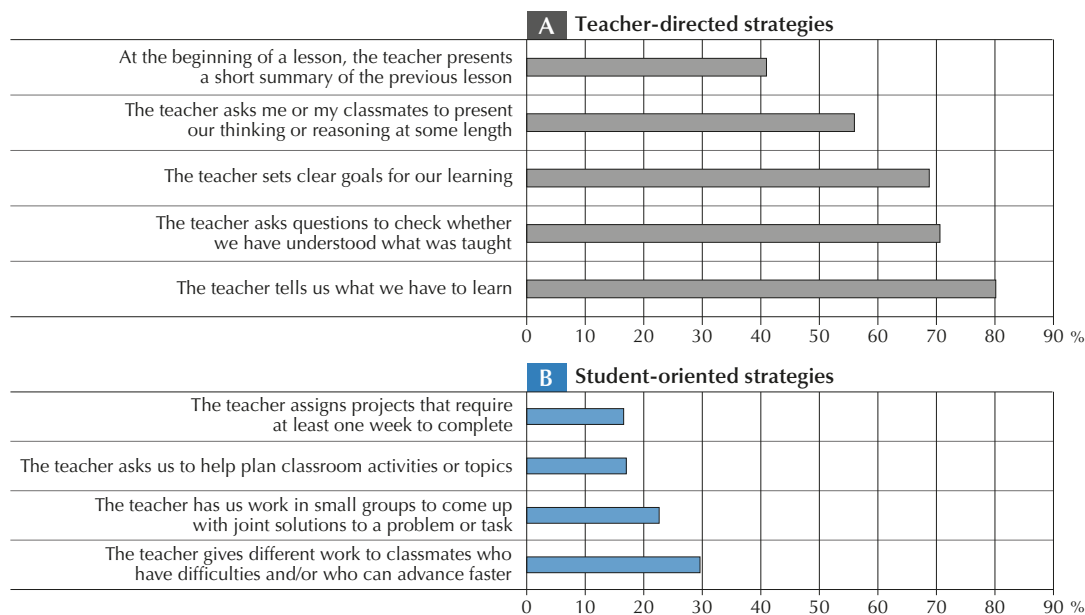 A Teacher-directed strategies
At the beginning of a lesson, the teacher presents
a short summary of the previous lesson
The teacher asks me or my classmates to present
our thinking or reasoning at some length
The teacher sets clear goals for our learning
The teacher asks questions to check whether
we have understood what was taught
The teacher tells us what we have to learn
0 10 20 30 40 50 60 70 80 90 %
B Student-oriented strategies
The teacher assigns projects that require
at least one week to complete
The teacher asks us to help plan classroom activities or topics
The teacher has us work in small groups to come up
with joint solutions to a problem or task
The teacher gives different work to classmates who
have difficulties and/or who can advance faster
0 10 20 30 40 50 60 70 80 90 %